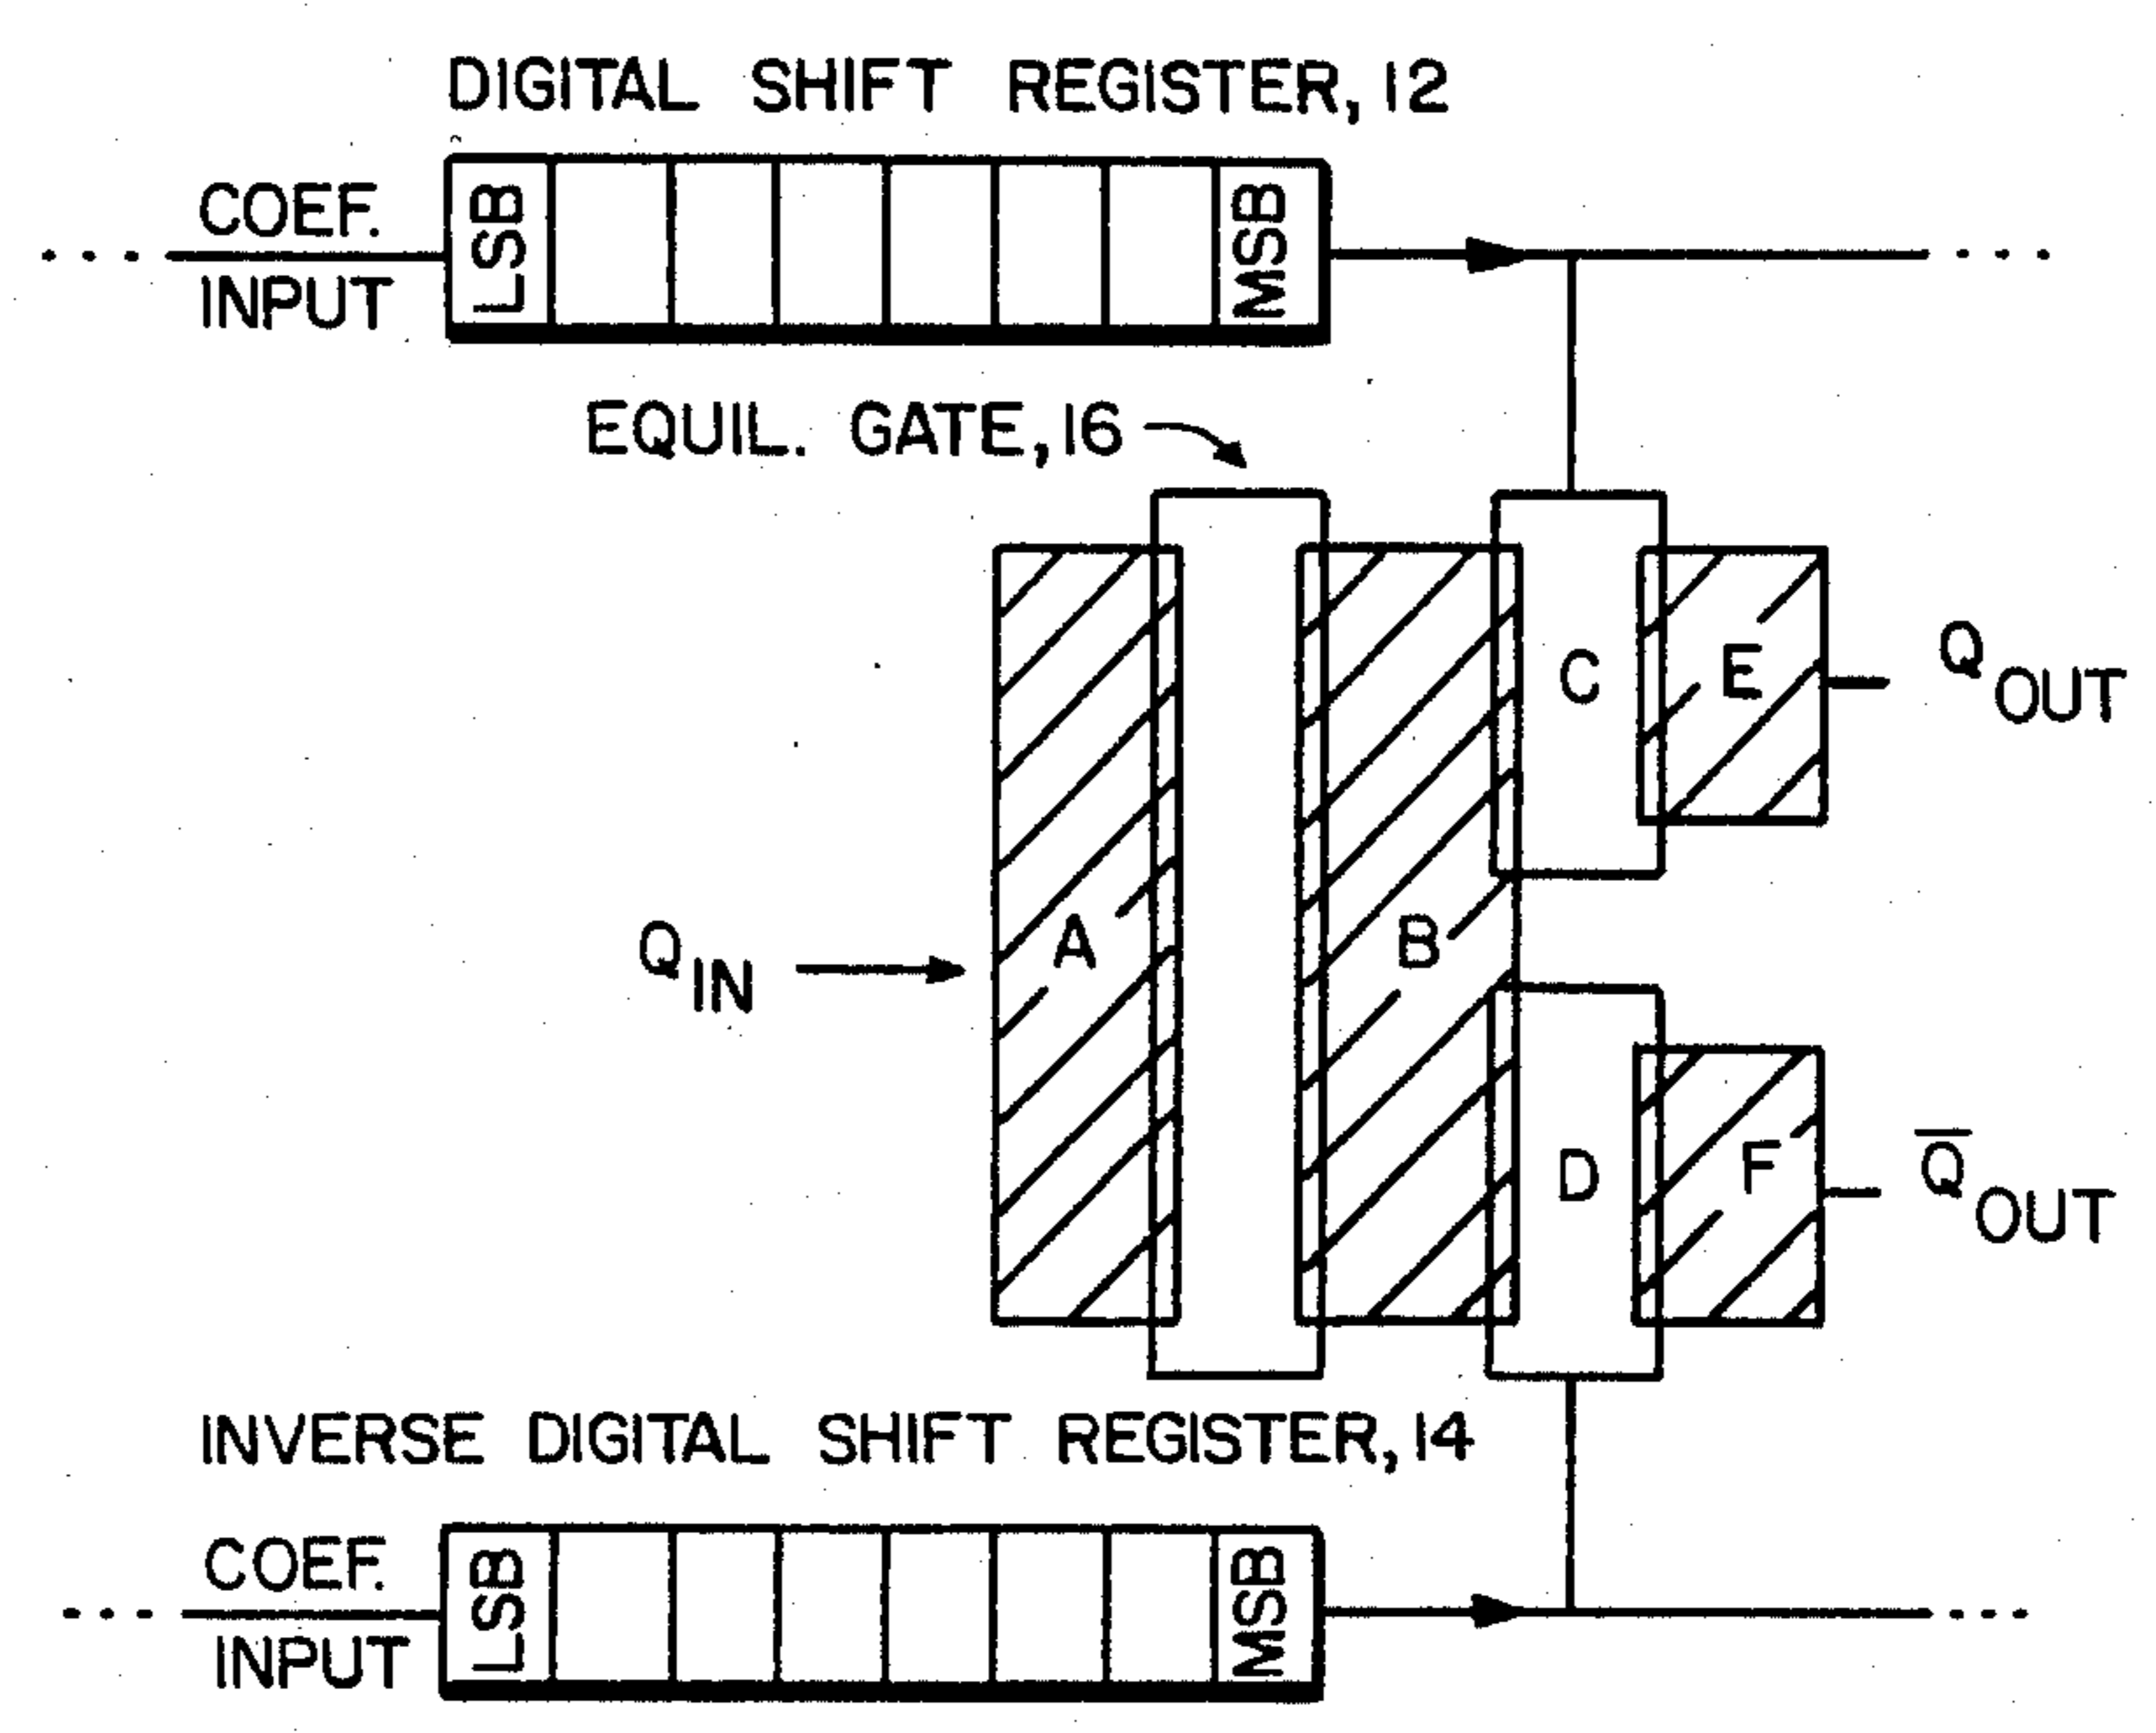 DIGITAL SHIFT REGISTER, 12
COEF.
INPUT
LSB
MSB
EQUIL. GATE, 16
C
E
Q OUT
A
B
Q IN
D
F
Q̅ OUT
INVERSE DIGITAL SHIFT REGISTER, 14
COEF.
INPUT
LSB
MSB